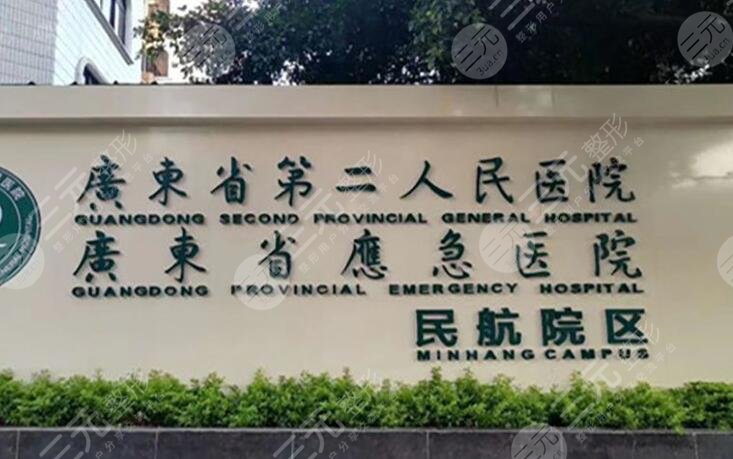 廣東省第二人民医院
GUANGDONG SECOND PROVINCIAL GENERAL HOSPITAL
廣東省應急医院
GUANGDONG PROVINCIAL EMERGENCY HOSPITAL
民航院区
MINHANG CAMPUS